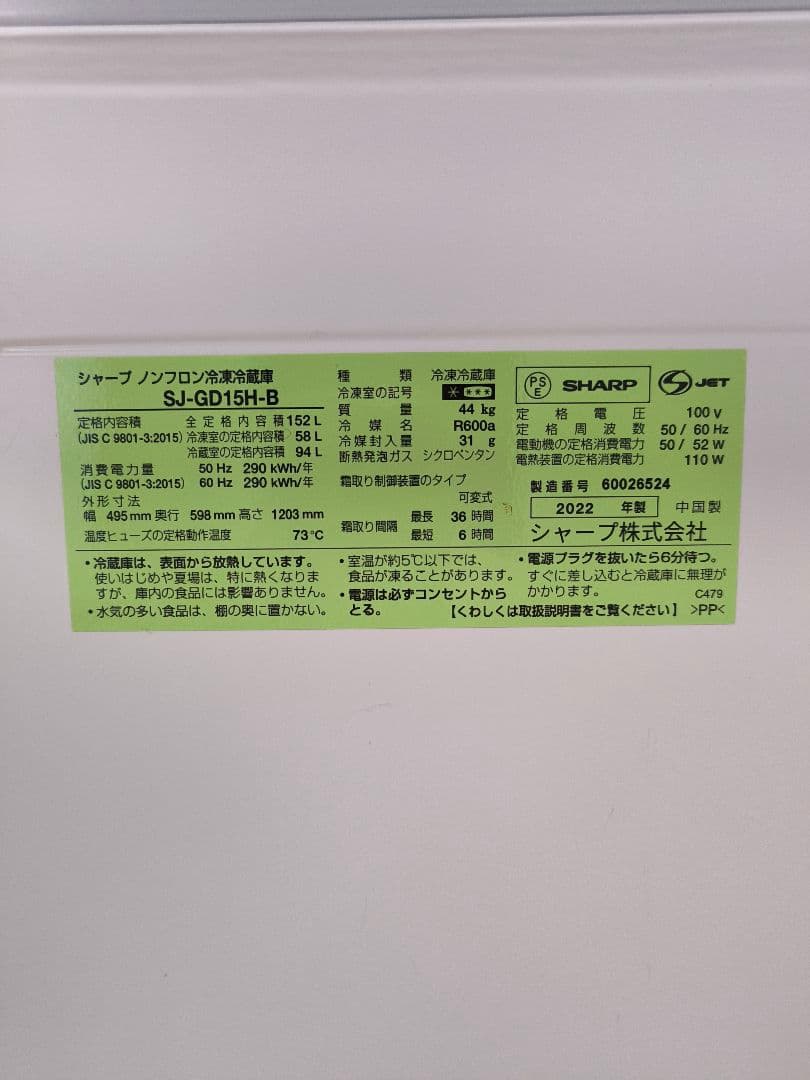 シャープ ノンフロン冷凍冷蔵庫
SJ-GD15H-B
定格内容積 全定格内容積 152 L
(JIS C 9801-3:2015) 冷凍室の定格内容積 58 L
冷蔵室の定格内容積 94 L
消費電力量 50 Hz 290 kWh/年
(JIS C 9801-3:2015) 60 Hz 290 kWh/年
外形寸法
幅 495 mm 奥行 598 mm 高さ 1203 mm
温度ヒューズの定格動作温度 73℃
種類 冷凍冷蔵庫
冷凍室の記号 * ***
質量 44 kg
冷媒名 R600a
冷媒封入量 31 g
断熱発泡ガス シクロペンタン
霜取り制御装置のタイプ
可変式
霜取り間隔 最長 36 時間
最短 6 時間
PS E SHARP S JET
定格電圧 100 V
定格周波数 50 / 60 Hz
電動機の定格消費電力 50 / 52 W
電熱装置の定格消費電力 110 W
製造番号 60026524
2022 年製 中国製
シャープ株式会社
・冷蔵庫は、表面から放熱しています。
使いはじめや夏場は、特に熱くなりま
すが、庫内の食品には影響ありません。
・水気の多い食品は、棚の奥に置かない。
・室温が約5℃以下では、
食品が凍ることがあります。
・電源は必ずコンセントから
とる。
・電源プラグを抜いたら6分待つ。
すぐに差し込むと冷蔵庫に無理が
かかります。 C479
【くわしくは取扱説明書をご覧ください】 >PP<